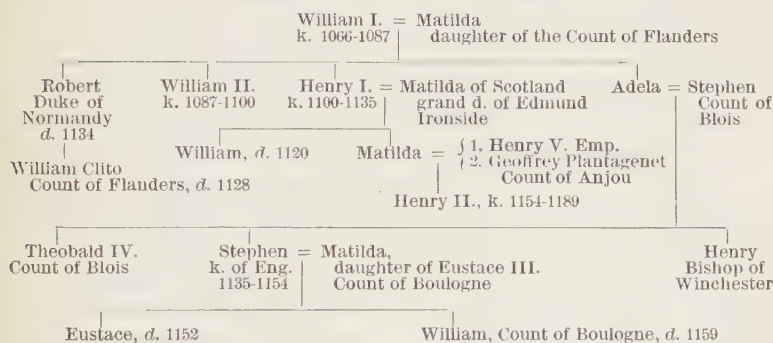 William I. = Matilda
k. 1066-1087 daughter of the Count of Flanders
Robert
Duke of
Normandy
d. 1134
William Clito
Count of Flanders, d. 1128
William II.
k. 1087-1100
Henry I. = Matilda of Scotland
k. 1100-1135 grand d. of Edmund
Ironside
Adela = Stephen
Count of
Blois
William, d. 1120
Matilda = { 1. Henry V. Emp.
{ 2. Geoffrey Plantagenet
Count of Anjou
Henry II., k. 1154-1189
Theobald IV.
Count of Blois
Stephen = Matilda,
k. of Eng. daughter of Eustace III.
1135-1154 Count of Boulogne
Henry
Bishop of
Winchester
Eustace, d. 1152
William, Count of Boulogne, d. 1159